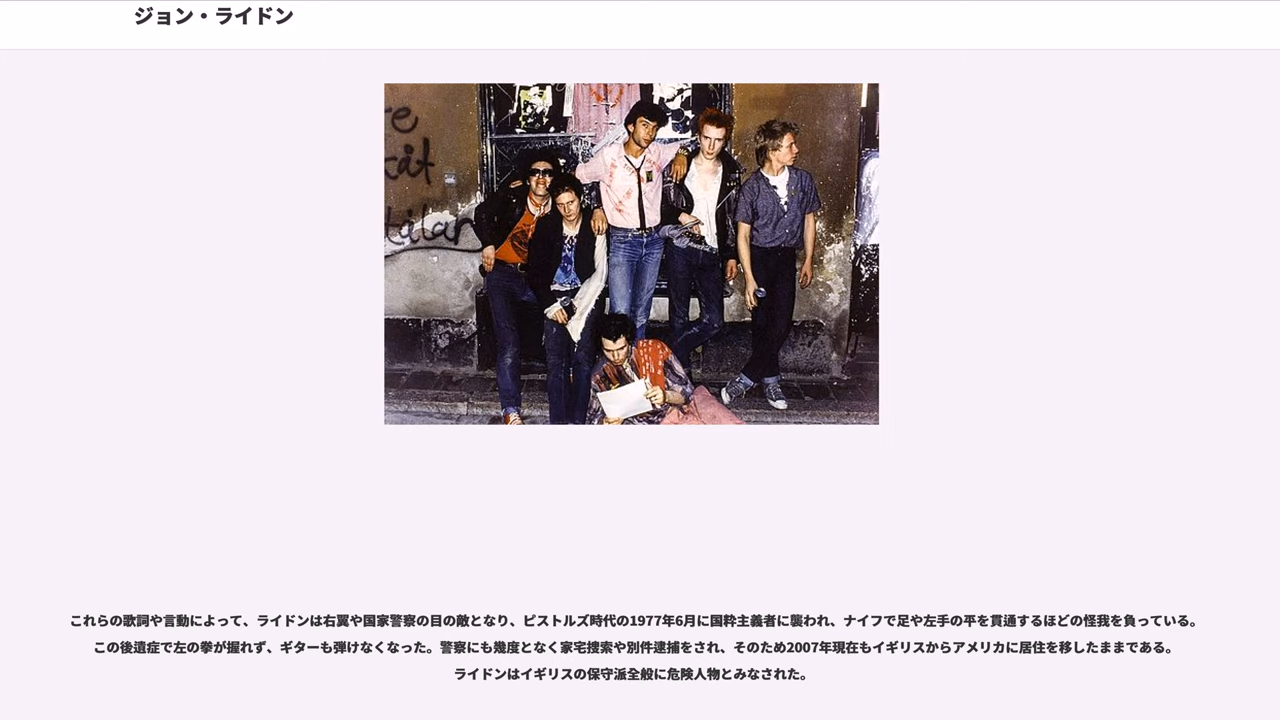 ジョン・ライドン
re
kät
tålar
これらの歌詞や言動によって、ライドンは右翼や国家警察の目の敵となり、ピストルズ時代の1977年6月に国粋主義者に襲われ、ナイフで足や左手の平を貫通するほどの怪我を負っている。
この後遺症で左の拳が握れず、ギターも弾けなくなった。警察にも幾度となく家宅捜索や別件逮捕をされ、そのため2007年現在もイギリスからアメリカに居住を移したままである。
ライドンはイギリスの保守派全般に危険人物とみなされた。